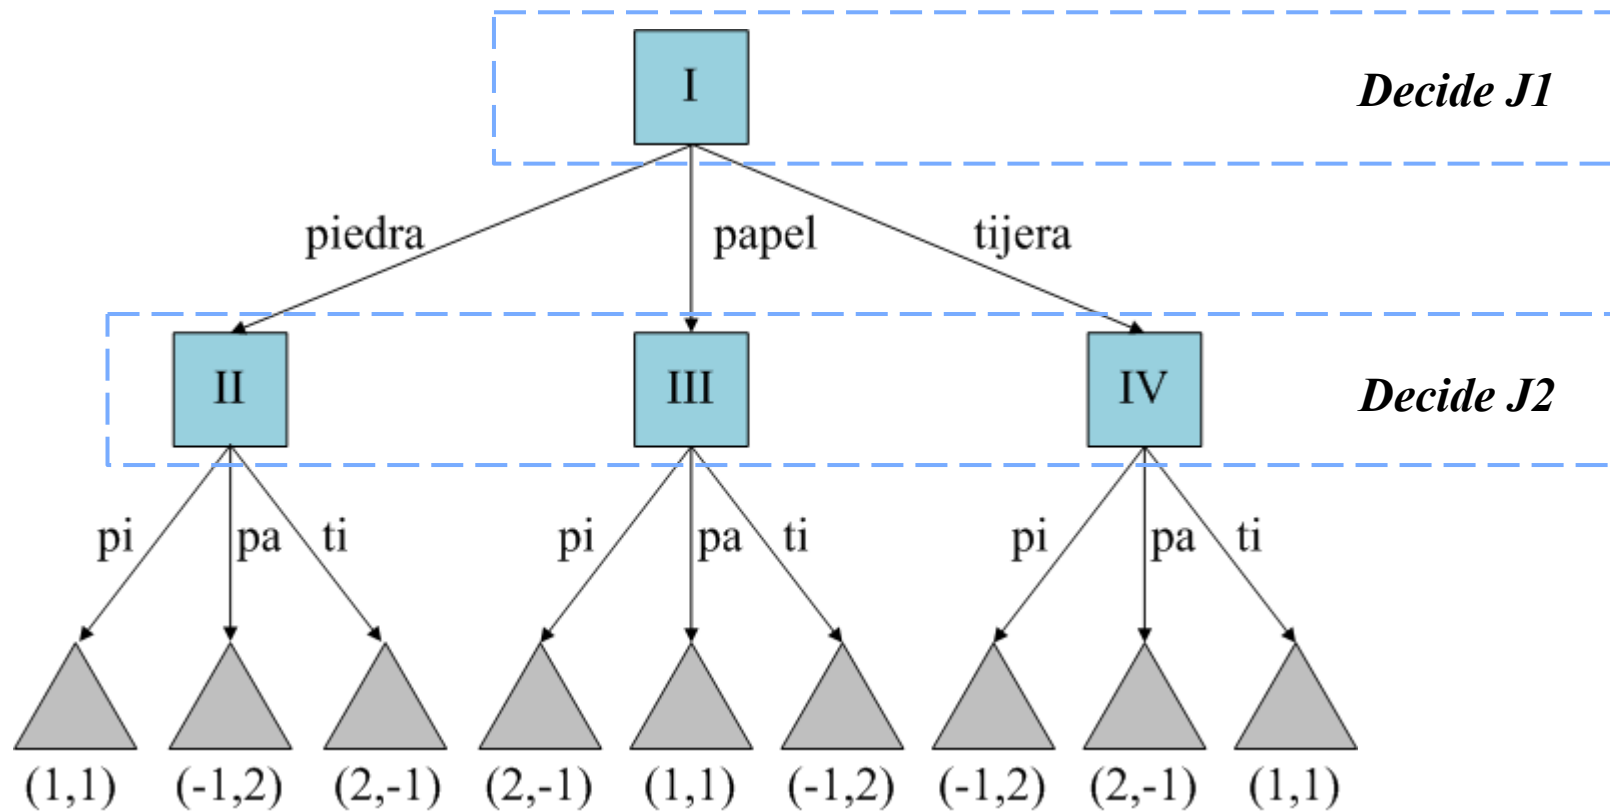 I
Decide J1
piedra papel tijera
II III IV
Decide J2
pi pa ti pi pa ti pi pa ti
(1,1) (-1,2) (2,-1) (2,-1) (1,1) (-1,2) (-1,2) (2,-1) (1,1)